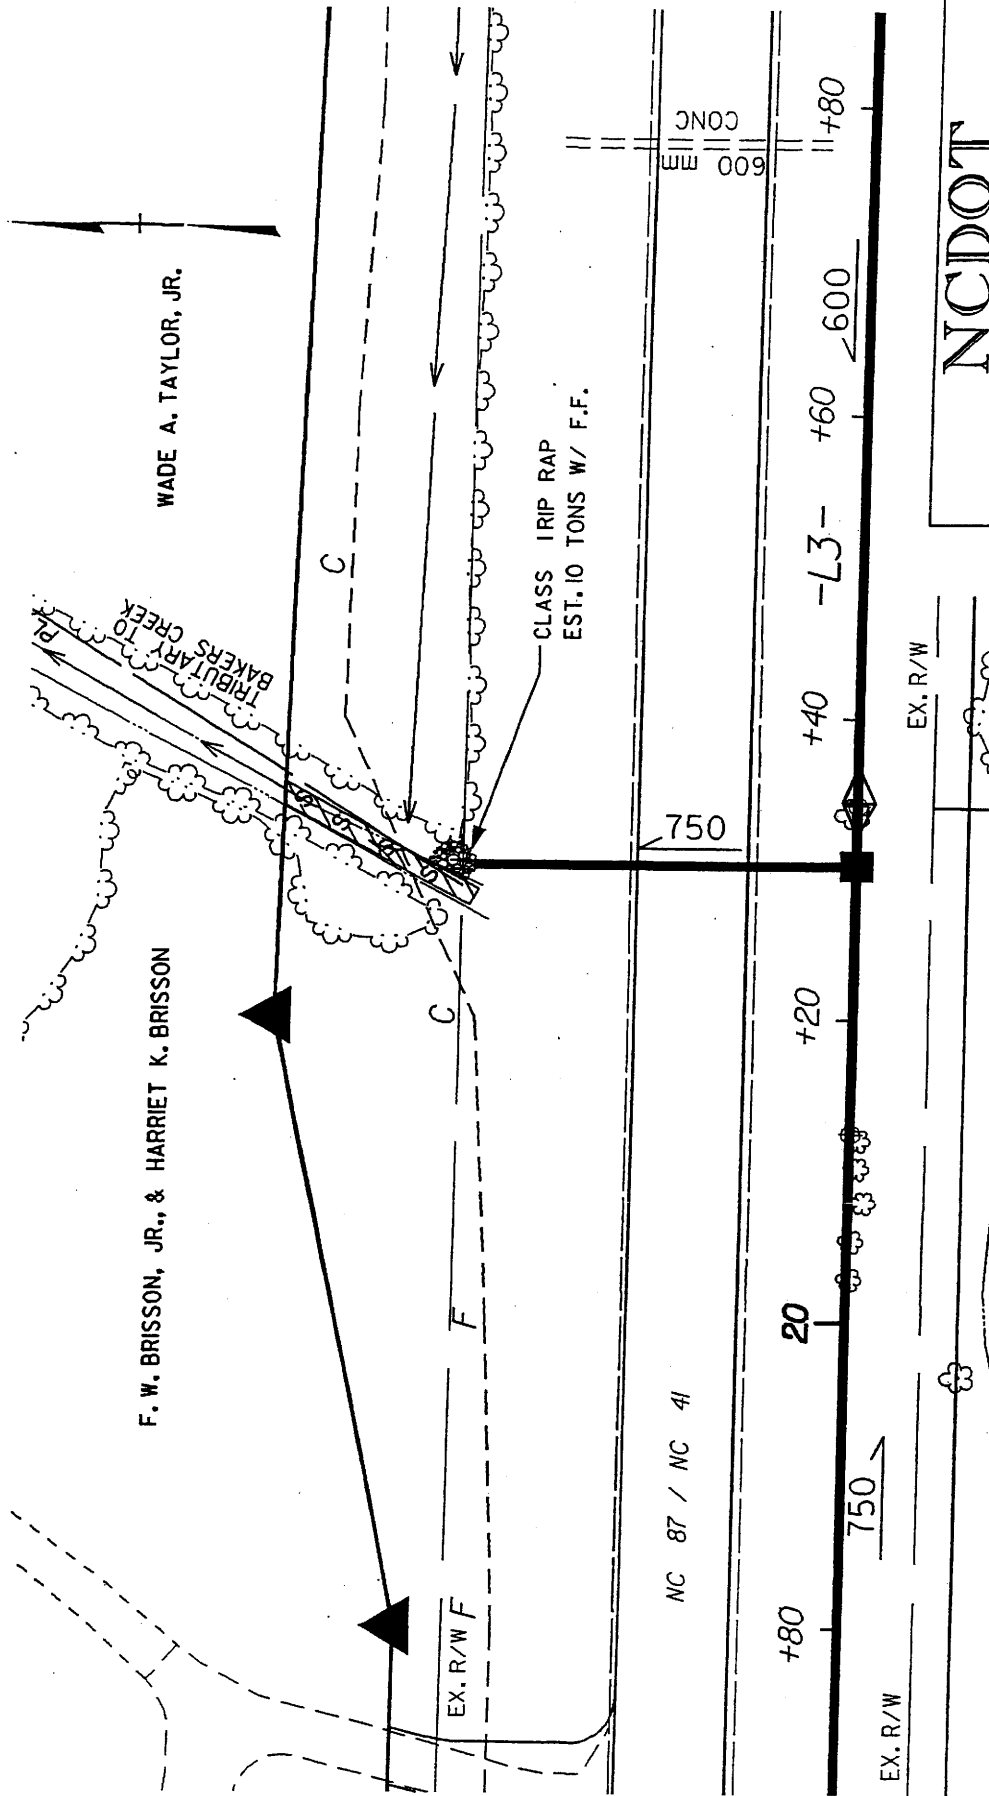 WADE A. TAYLOR, JR.
F. W. BRISSON, JR., & HARRIET K. BRISSON
TRIBUTARY TO
BAKERS CREEK
PL
C
C
F
F
S
S
S
EX. R/W
CLASS I RIP RAP
EST. 10 TONS W/ F.F.
600 mm CONC
750
NC 87 / NC 41
+80
20
+20
+40
-L3-
+60
600
+80
750
EX. R/W
EX. R/W
NCDOT